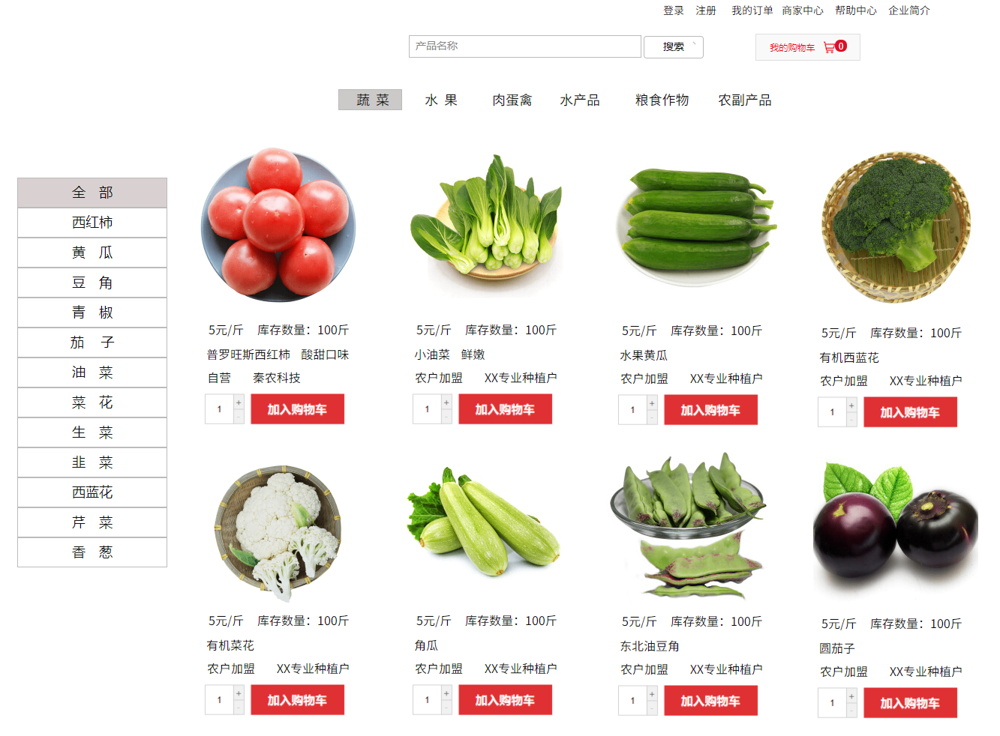 登录 注册 我的订单 商家中心 帮助中心 企业简介
产品名称 搜索 我的购物车 0
蔬 菜 水 果 肉蛋禽 水产品 粮食作物 农副产品
全 部
西红柿
黄 瓜
豆 角
青 椒
茄 子
油 菜
菜 花
生 菜
韭 菜
西蓝花
芹 菜
香 葱
5元/斤 库存数量：100斤
普罗旺斯西红柿 酸甜口味
自营 秦农科技
1 + - 加入购物车
5元/斤 库存数量：100斤
小油菜 鲜嫩
农户加盟 XX专业种植户
1 + - 加入购物车
5元/斤 库存数量：100斤
水果黄瓜
农户加盟 XX专业种植户
1 + - 加入购物车
5元/斤 库存数量：100斤
有机西蓝花
农户加盟 XX专业种植户
1 + - 加入购物车
5元/斤 库存数量：100斤
有机菜花
农户加盟 XX专业种植户
1 + - 加入购物车
5元/斤 库存数量：100斤
角瓜
农户加盟 XX专业种植户
1 + - 加入购物车
5元/斤 库存数量：100斤
东北油豆角
农户加盟 XX专业种植户
1 + - 加入购物车
5元/斤 库存数量：100斤
圆茄子
农户加盟 XX专业种植户
1 + - 加入购物车